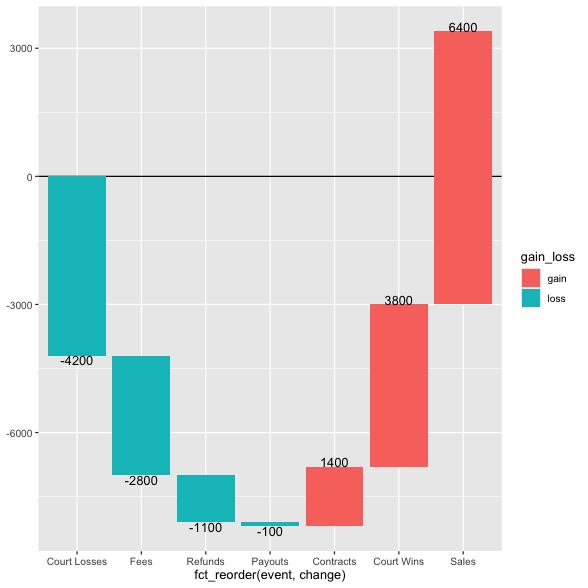 6400
3000
gain_loss
gain
loss
0
-3000
3800
-4200
-6000
1400
-2800
-1100
-100
Court Losses Fees Refunds Payouts Contracts Court Wins Sales
fct_reorder(event, change)